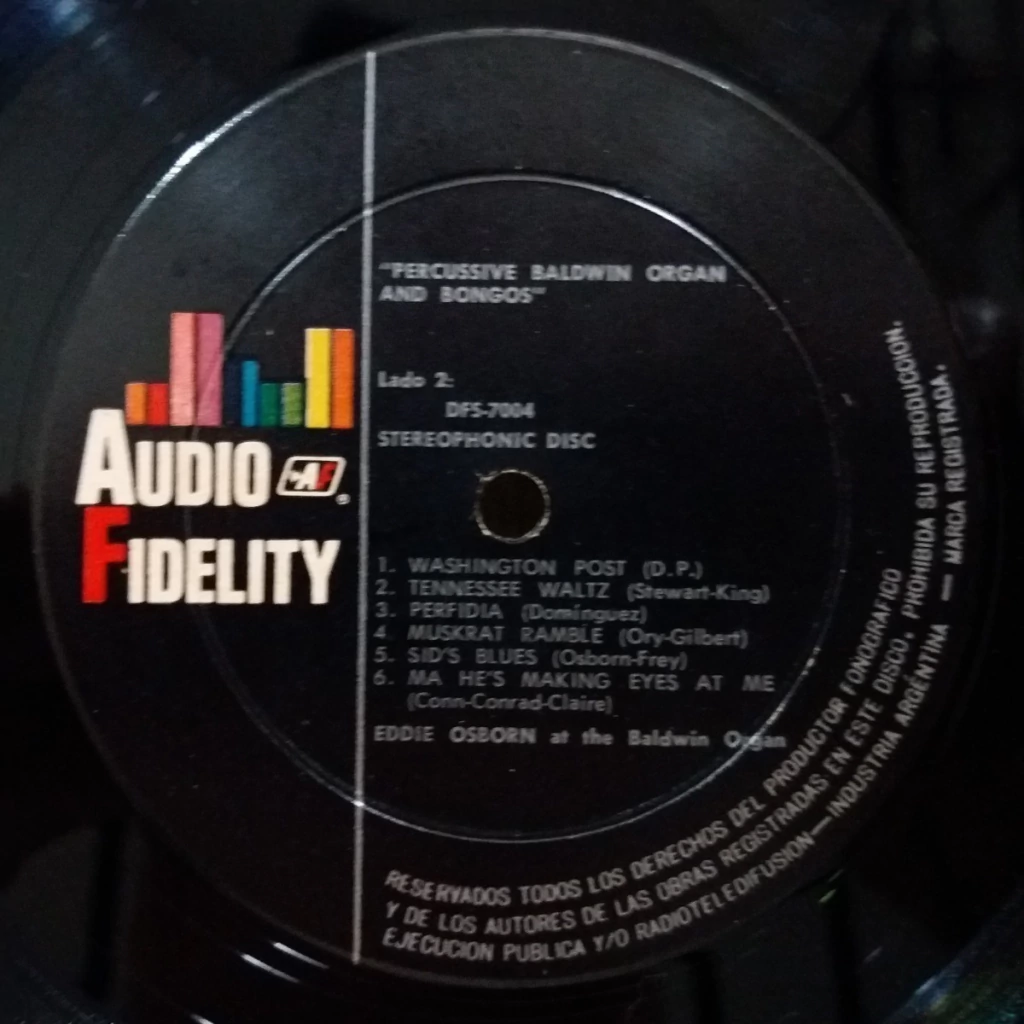 "PERCUSSIVE BALDWIN ORGAN
AND BONGOS"
Lado 2:
DFS-7004
STEREOPHONIC DISC
AUDIO AF
FIDELITY
1. WASHINGTON POST (D.P.)
2. TENNESSEE WALTZ (Stewart-King)
3. PERFIDIA (Domínguez)
4. MUSKRAT RAMBLE (Ory-Gilbert)
5. SID'S BLUES (Osborn-Frey)
6. MA HE'S MAKING EYES AT ME
(Conn-Conrad-Claire)
EDDIE OSBORN at the Baldwin Organ
RESERVADOS TODOS LOS DERECHOS DEL PRODUCTOR FONOGRAFICO
Y DE LOS AUTORES DE LAS OBRAS REGISTRADAS EN ESTE DISCO. PROHIBIDA SU REPRODUCCION.
EJECUCION PUBLICA Y/O RADIOTELEDIFUSION — INDUSTRIA ARGENTINA — MARCA REGISTRADA.